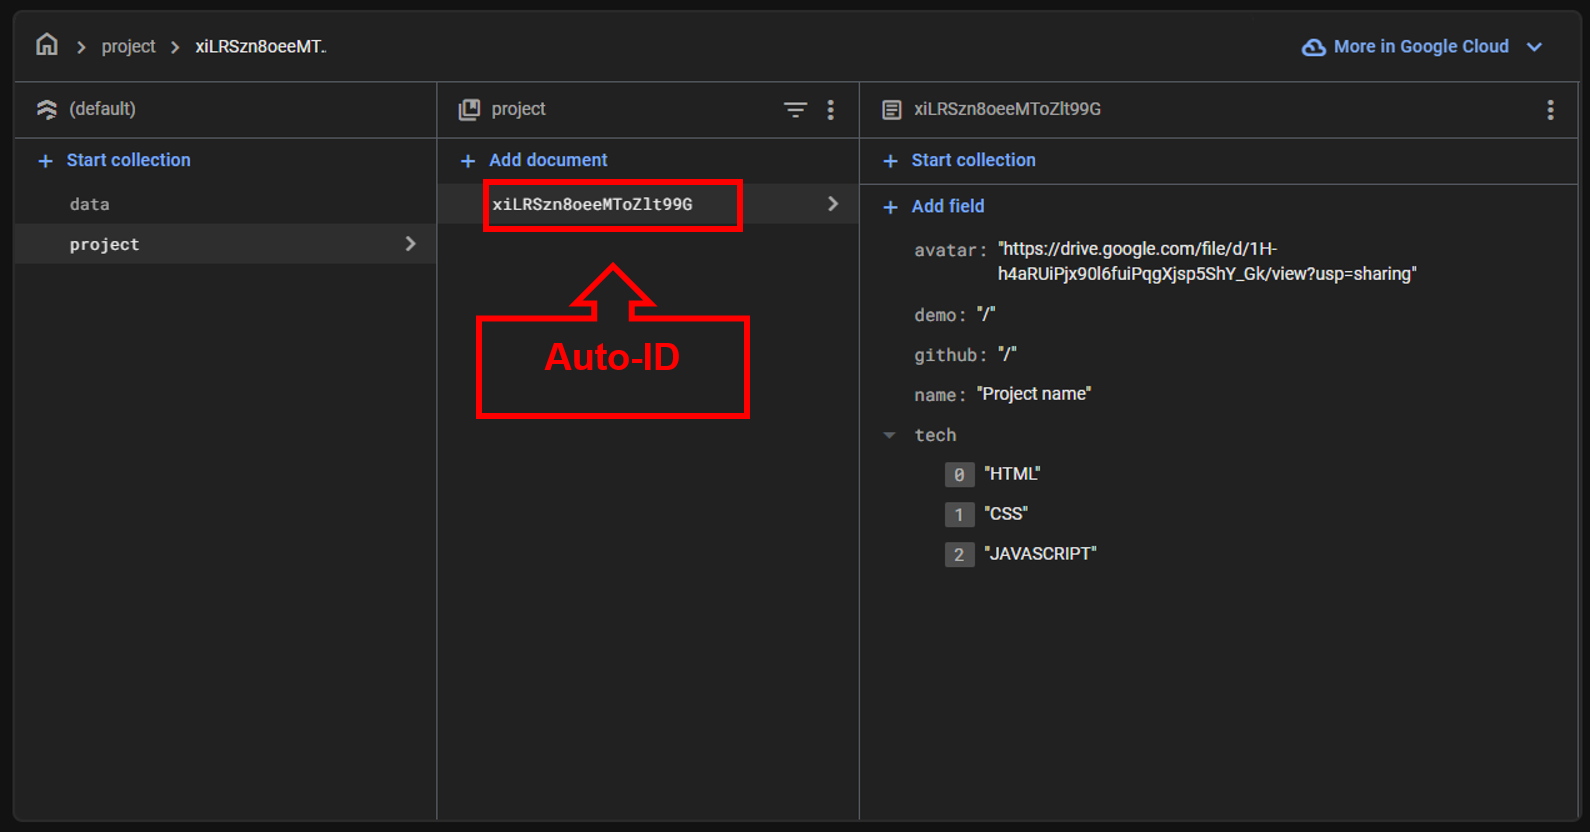 project xiLRSzn8oeeMT.. More in Google Cloud
(default)
Start collection
data
project
project
Add document
xiLRSzn8oeeMToZlt99G
Auto-ID
xiLRSzn8oeeMToZlt99G
Start collection
Add field
avatar: "https://drive.google.com/file/d/1H-
h4aRUiPjx90l6fuiPqgXjsp5ShY_Gk/view?usp=sharing"
demo: "/"
github: "/"
name: "Project name"
tech
0 "HTML"
1 "CSS"
2 "JAVASCRIPT"